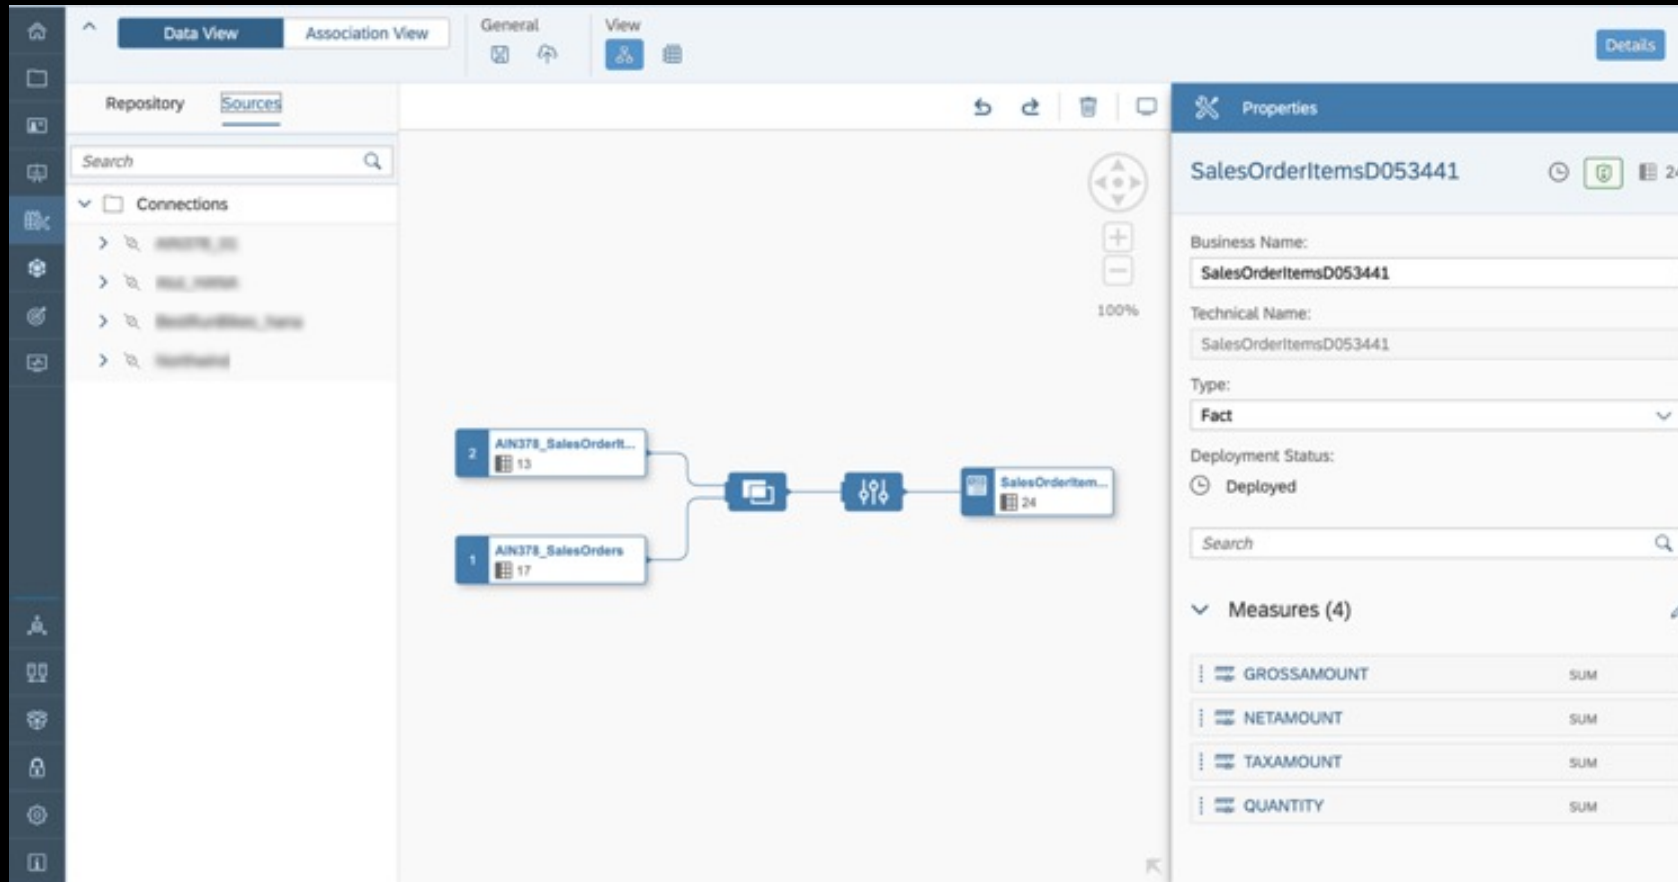 Data View
Association View
General
View
Details
Repository
Sources
Search
Connections
100%
2
AIN378_SalesOrderIt...
13
1
AIN378_SalesOrders
17
SalesOrderItem...
24
Properties
SalesOrderItemsD053441
24
Business Name:
SalesOrderItemsD053441
Technical Name:
SalesOrderItemsD053441
Type:
Fact
Deployment Status:
Deployed
Search
Measures (4)
GROSSAMOUNT SUM
NETAMOUNT SUM
TAXAMOUNT SUM
QUANTITY SUM